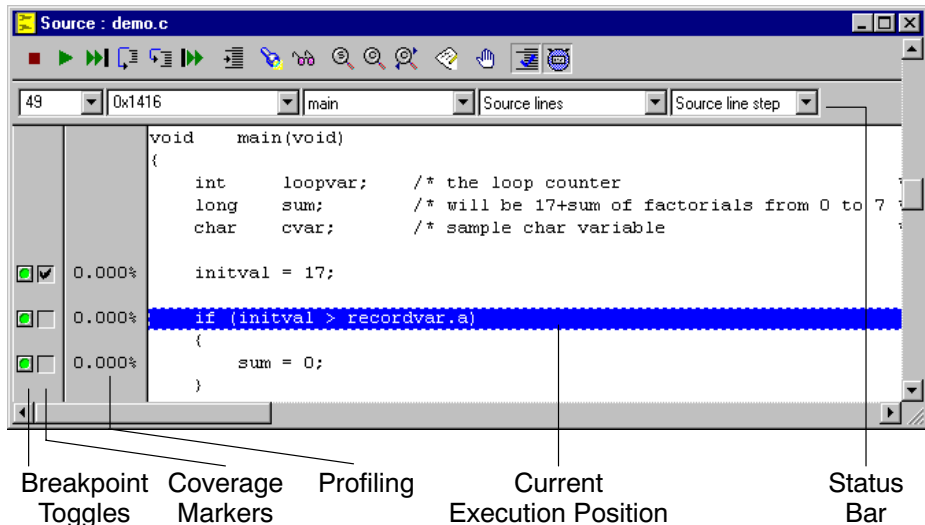 Source : demo.c
49 0x1416 main Source lines Source line step
void main(void)
{
int loopvar; /* the loop counter *
long sum; /* will be 17+sum of factorials from 0 to 7 *
char cvar; /* sample char variable *
0.000% initval = 17;
0.000% if (initval > recordvar.a)
{
0.000% sum = 0;
}
Breakpoint Toggles
Coverage Markers
Profiling
Current Execution Position
Status Bar